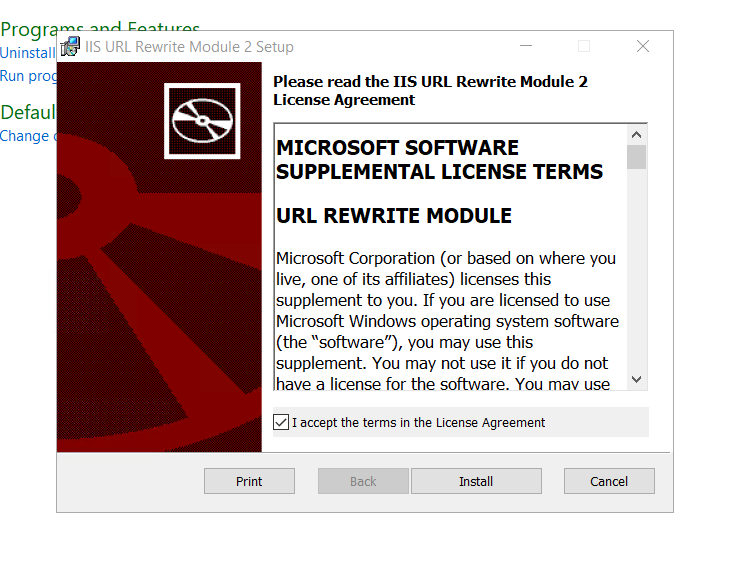 Programs and Features
IIS URL Rewrite Module 2 Setup
Uninstall
Run prog
Defaul
Change
Please read the IIS URL Rewrite Module 2
License Agreement
MICROSOFT SOFTWARE
SUPPLEMENTAL LICENSE TERMS
URL REWRITE MODULE
Microsoft Corporation (or based on where you
live, one of its affiliates) licenses this
supplement to you. If you are licensed to use
Microsoft Windows operating system software
(the “software”), you may use this
supplement. You may not use it if you do not
have a license for the software. You may use
I accept the terms in the License Agreement
Print
Back
Install
Cancel